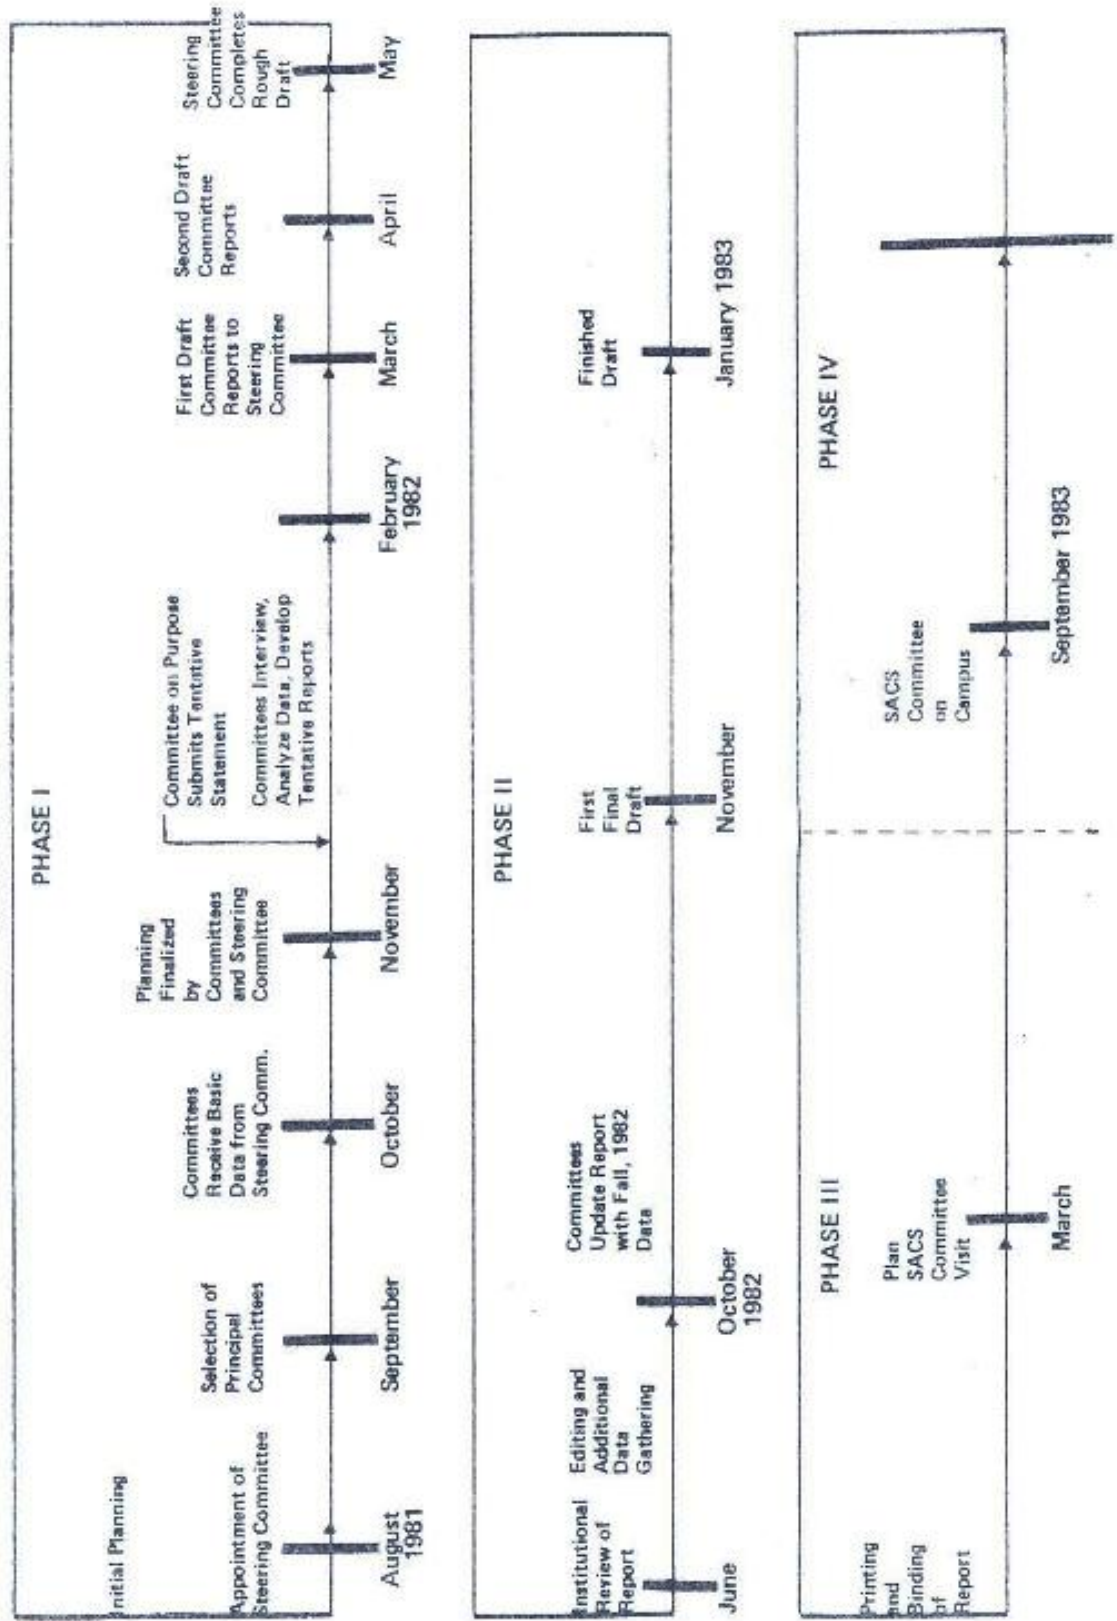 PHASE I
Initial Planning
Appointment of
Steering Committee
August
1981
Selection of
Principal
Committees
September
Committees
Receive Basic
Data from
Steering Comm.
October
Planning
Finalized
by
Committees
and Steering
Committee
November
Committee on Purpose
Submits Tentative
Statement
Committees Interview,
Analyze Data, Develop
Tentative Reports
February
1982
First Draft
Committee
Reports to
Steering
Committee
March
Second Draft
Committee
Reports
April
Steering
Committee
Completes
Rough
Draft
May
PHASE II
Institutional
Review of
Report
June
Editing and
Additional
Data
Gathering
October
1982
Committees
Update Report
with Fall, 1982
Data
First
Final
Draft
November
Finished
Draft
January 1983
PHASE III
Printing
and
Binding
of
Report
Plan
SACS
Committee
Visit
March
PHASE IV
SACS
Committee
on
Campus
September 1983